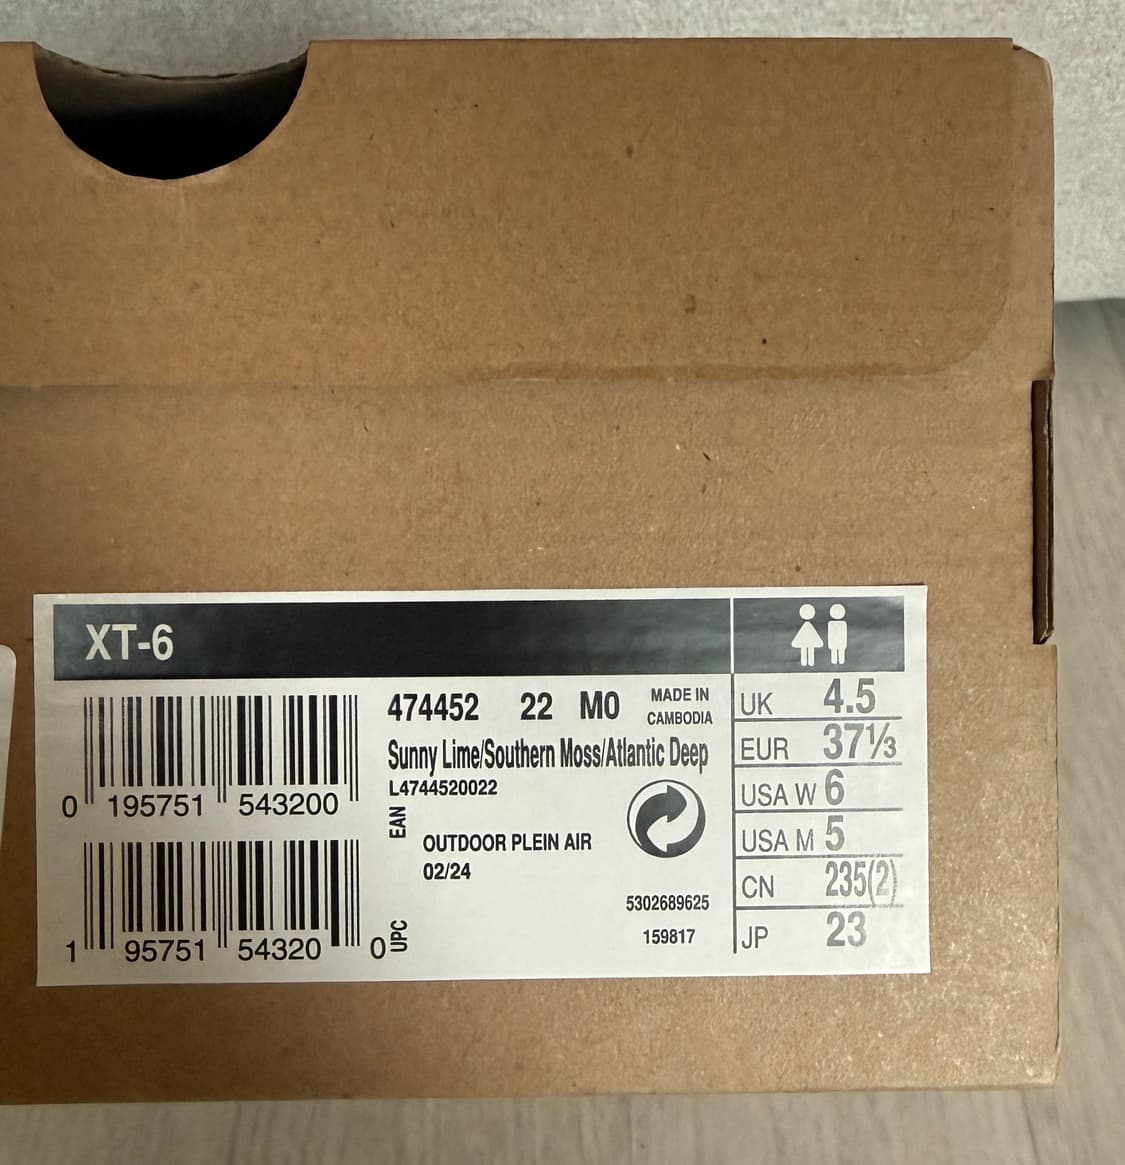 XT-6
474452 22 M0 MADE IN
CAMBODIA
Sunny Lime/Southern Moss/Atlantic Deep
L4744520022
0 195751 543200
EAN
OUTDOOR PLEIN AIR
02/24
5302689625
159817
1 95751 54320 0
UPC
UK 4.5
EUR 37⅓
USA W 6
USA M 5
CN 235(2)
JP 23